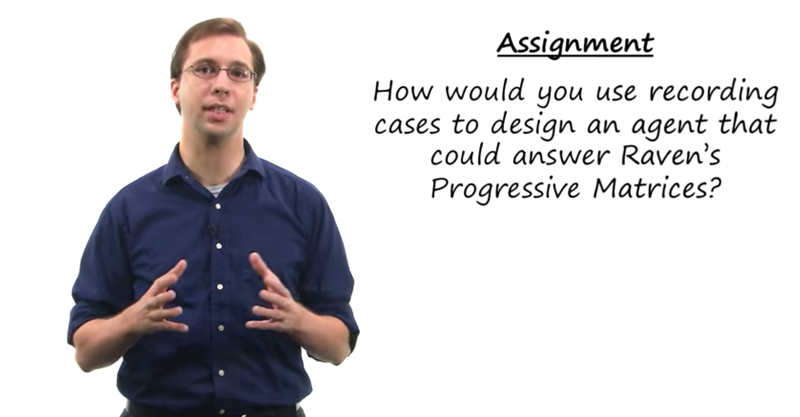 Assignment
How would you use recording
cases to design an agent that
could answer Raven's
Progressive Matrices?